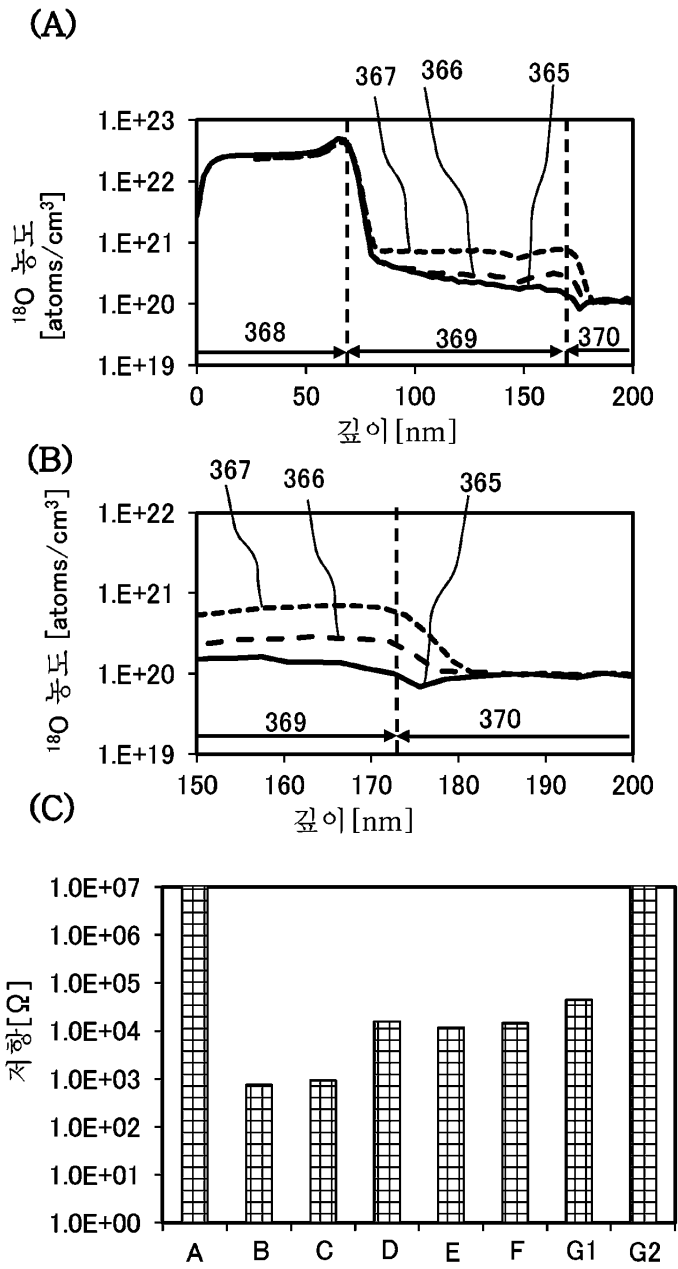 (A)
367 366 365
1.E+23
1.E+22
1.E+21
1.E+20
1.E+19
¹⁸O 농도
[atoms/cm³]
368 369 370
0 50 100 150 200
깊이[nm]
(B)
367 366 365
1.E+22
1.E+21
1.E+20
1.E+19
¹⁸O 농도 [atoms/cm³]
369 370
150 160 170 180 190 200
깊이[nm]
(C)
1.0E+07
1.0E+06
1.0E+05
1.0E+04
1.0E+03
1.0E+02
1.0E+01
1.0E+00
저항[Ω]
A B C D E F G1 G2